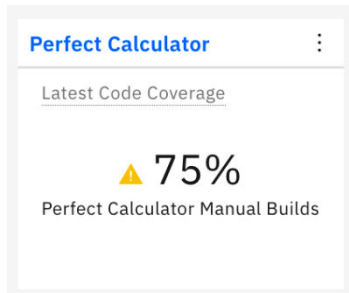 Perfect Calculator
Latest Code Coverage
75%
Perfect Calculator Manual Builds